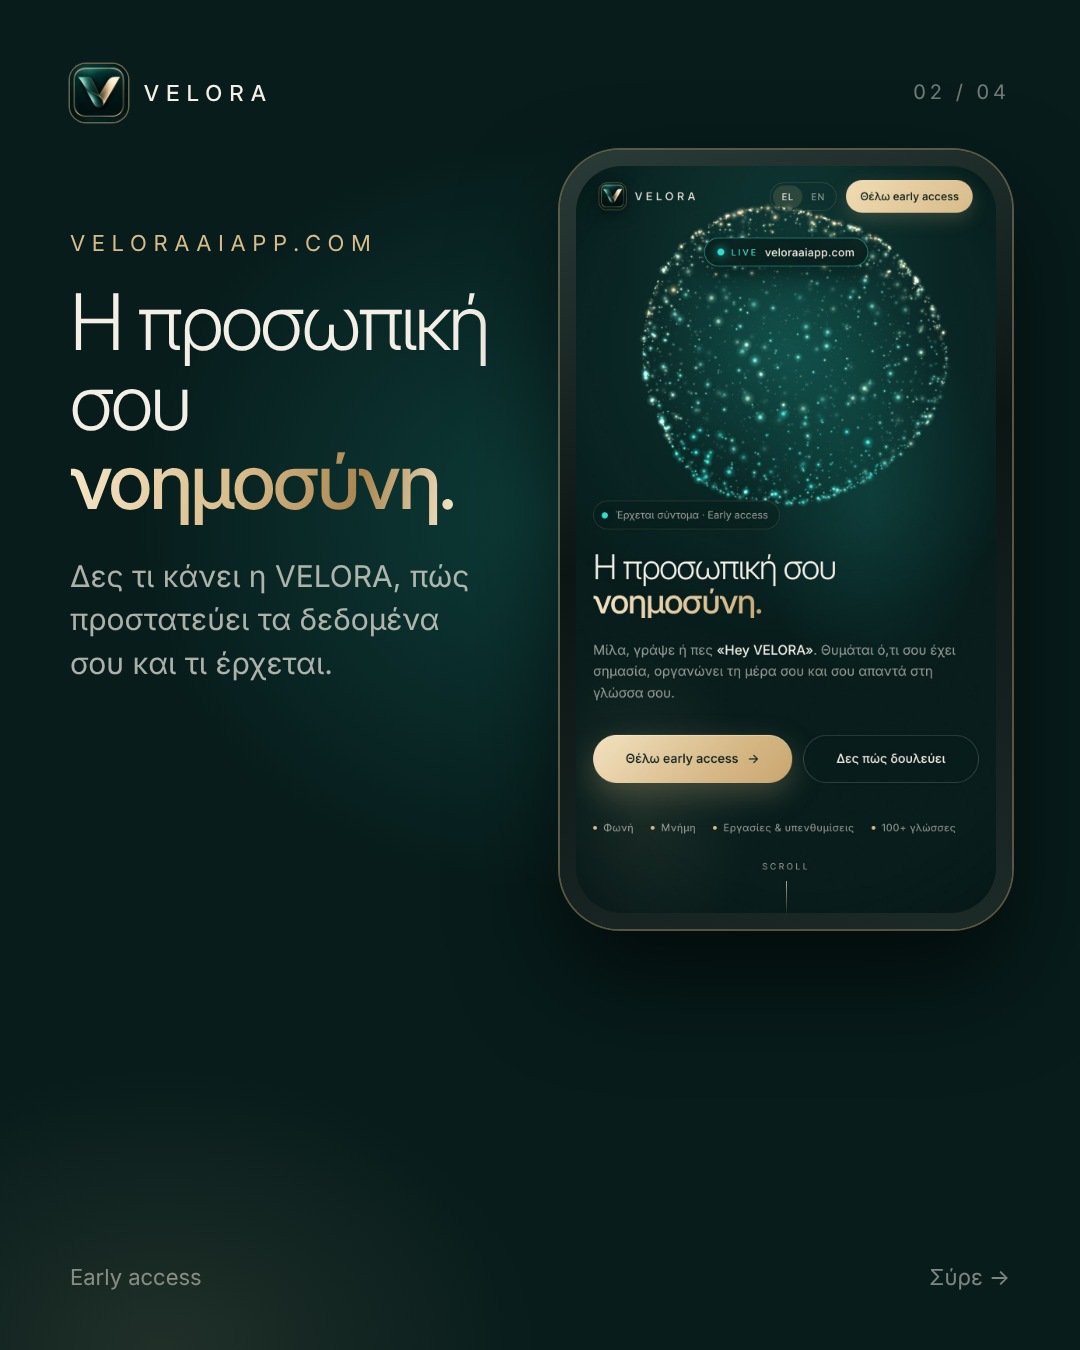 VELORA
02 / 04
VELORAAIAPP.COM
Η προσωπική
σου
νοημοσύνη.
Δες τι κάνει η VELORA, πώς
προστατεύει τα δεδομένα
σου και τι έρχεται.
VELORA
EL EN
Θέλω early access
LIVE veloraaiapp.com
Έρχεται σύντομα · Early access
Η προσωπική σου
νοημοσύνη.
Μίλα, γράψε ή πες «Hey VELORA». Θυμάται ό,τι σου έχει
σημασία, οργανώνει τη μέρα σου και σου απαντά στη
γλώσσα σου.
Θέλω early access →
Δες πώς δουλεύει
• Φωνή • Μνήμη • Εργασίες & υπενθυμίσεις • 100+ γλώσσες
SCROLL
Early access
Σύρε →